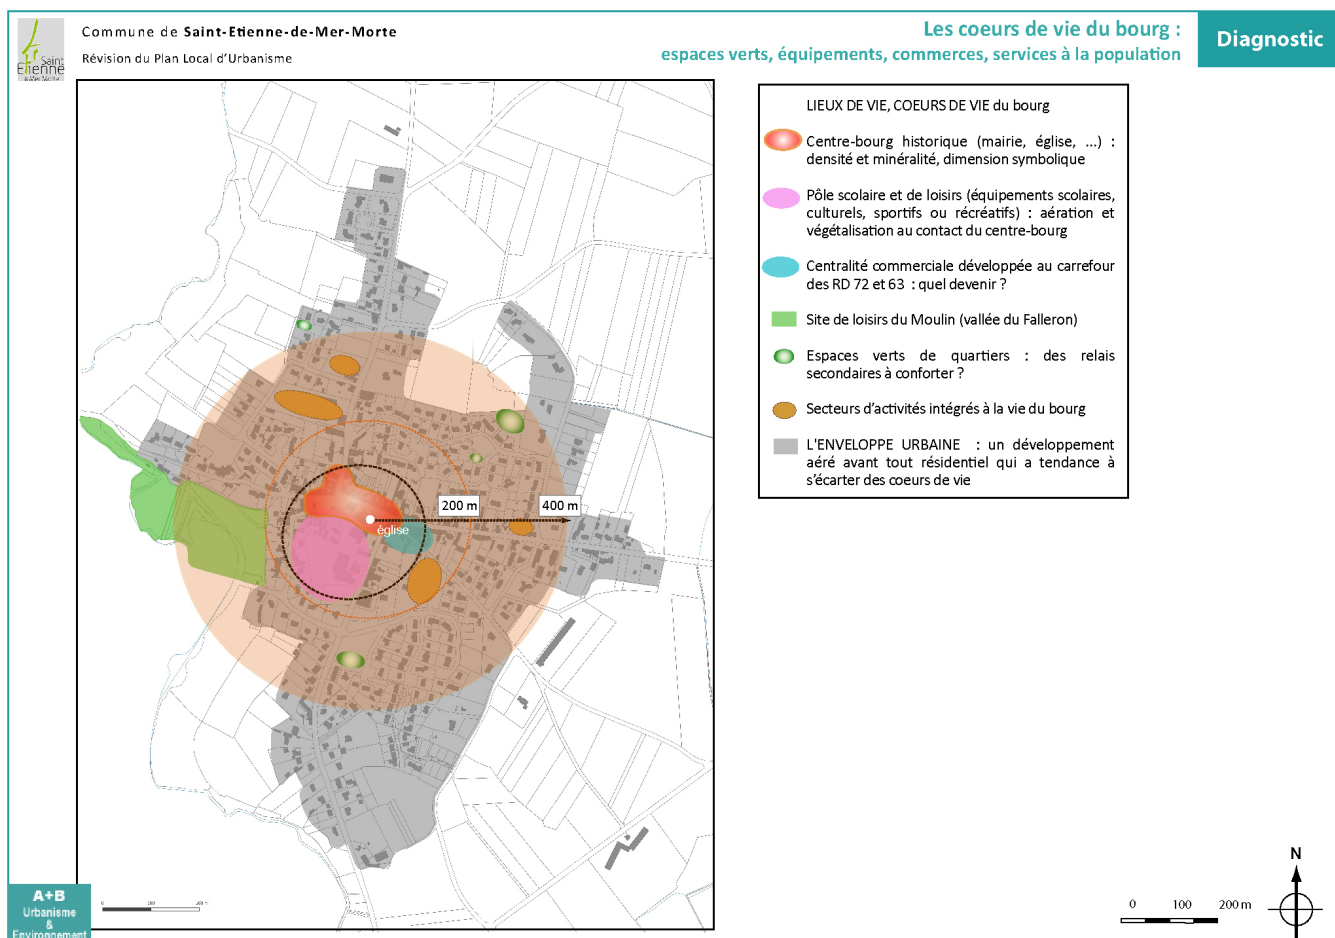 Commune de Saint-Etienne-de-Mer-Morte
Révision du Plan Local d'Urbanisme
Saint
Etienne
de Mer Morte
Les coeurs de vie du bourg :
espaces verts, équipements, commerces, services à la population
Diagnostic
LIEUX DE VIE, COEURS DE VIE du bourg
Centre-bourg historique (mairie, église, ...) :
densité et minéralité, dimension symbolique
Pôle scolaire et de loisirs (équipements scolaires,
culturels, sportifs ou récréatifs) : aération et
végétalisation au contact du centre-bourg
Centralité commerciale développée au carrefour
des RD 72 et 63 : quel devenir ?
Site de loisirs du Moulin (vallée du Falleron)
Espaces verts de quartiers : des relais
secondaires à conforter ?
Secteurs d'activités intégrés à la vie du bourg
L'ENVELOPPE URBAINE : un développement
aéré avant tout résidentiel qui a tendance à
s'écarter des coeurs de vie
200 m
400 m
église
A+B
Urbanisme
&
Environnement
N
0 100 200 m